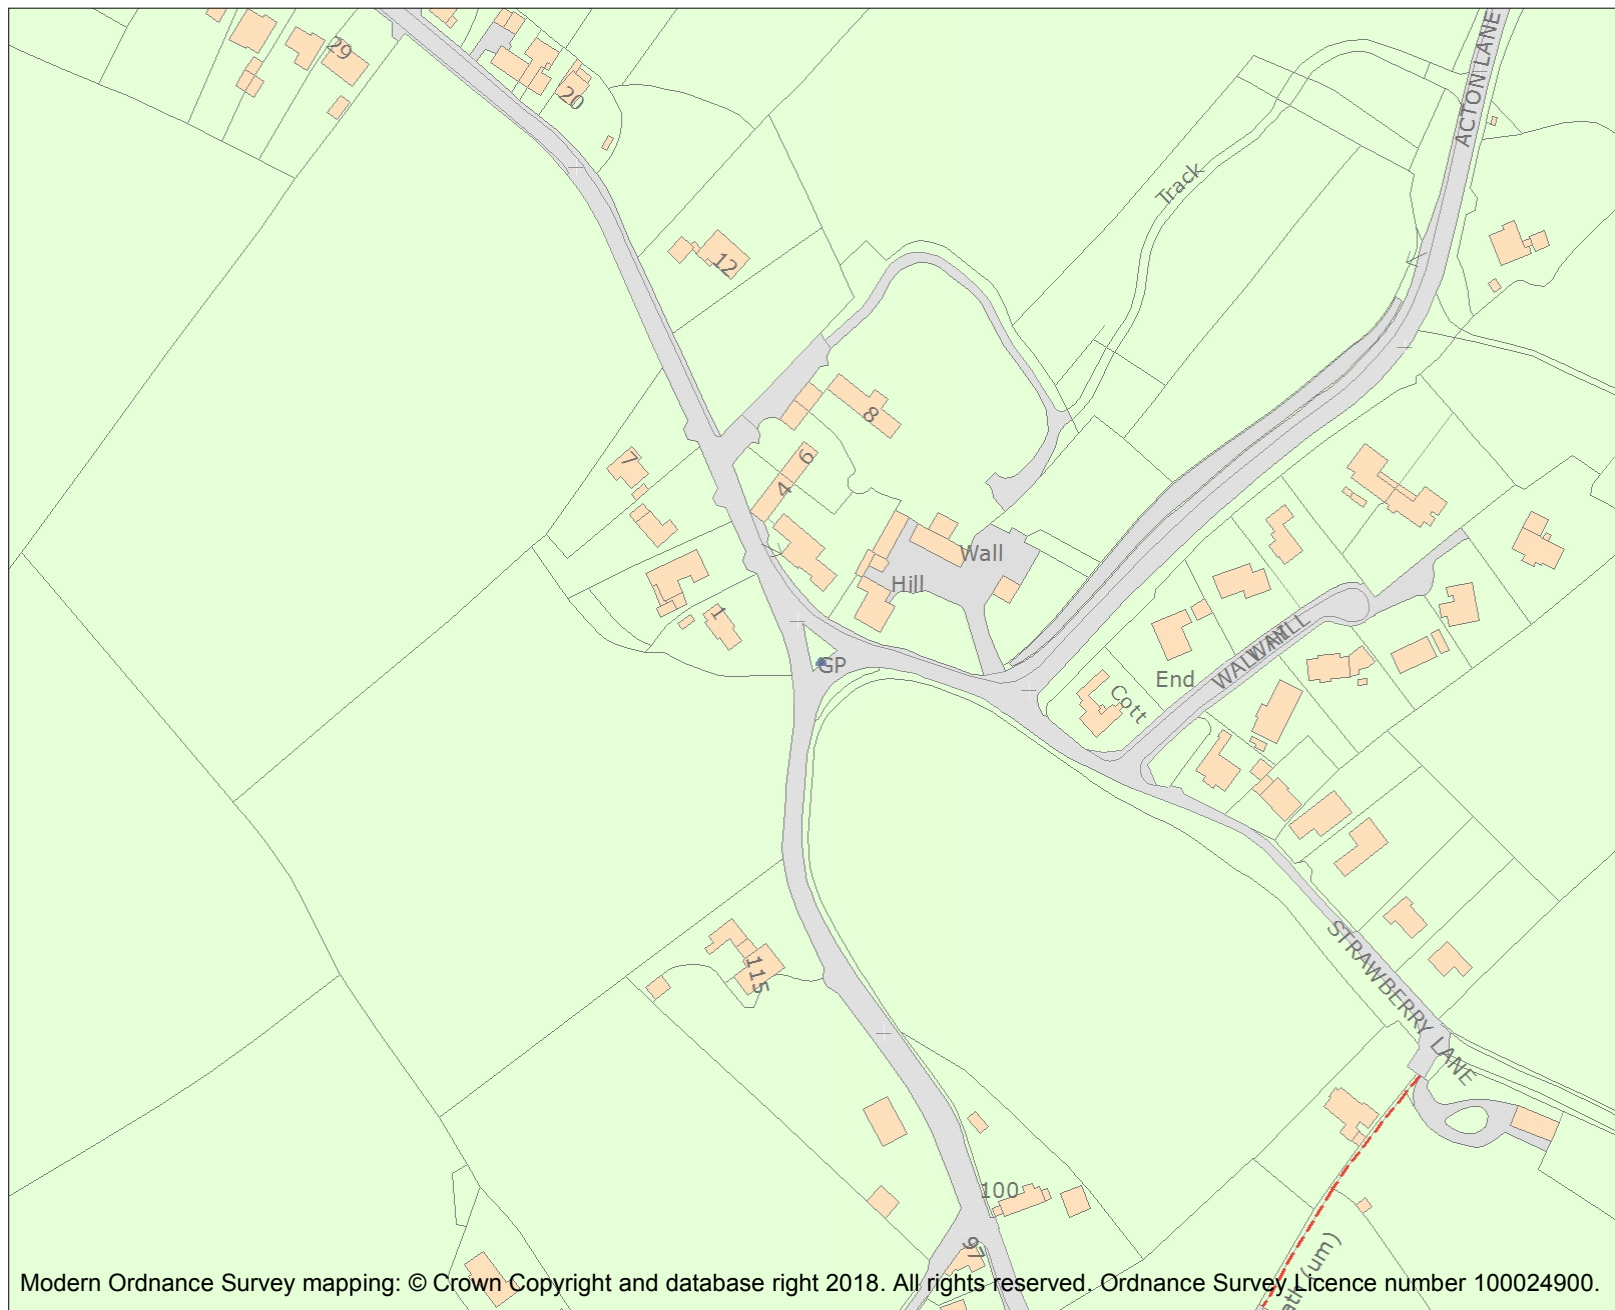 29
20
ACTON LANE
Track
12
8
7
6
4
Wall
Hill
1
GP
End
Cott
115
STRAWBERRY LANE
100
97
Modern Ordnance Survey mapping: © Crown Copyright and database right 2018. All rights reserved. Ordnance Survey Licence number 100024900.
(um)